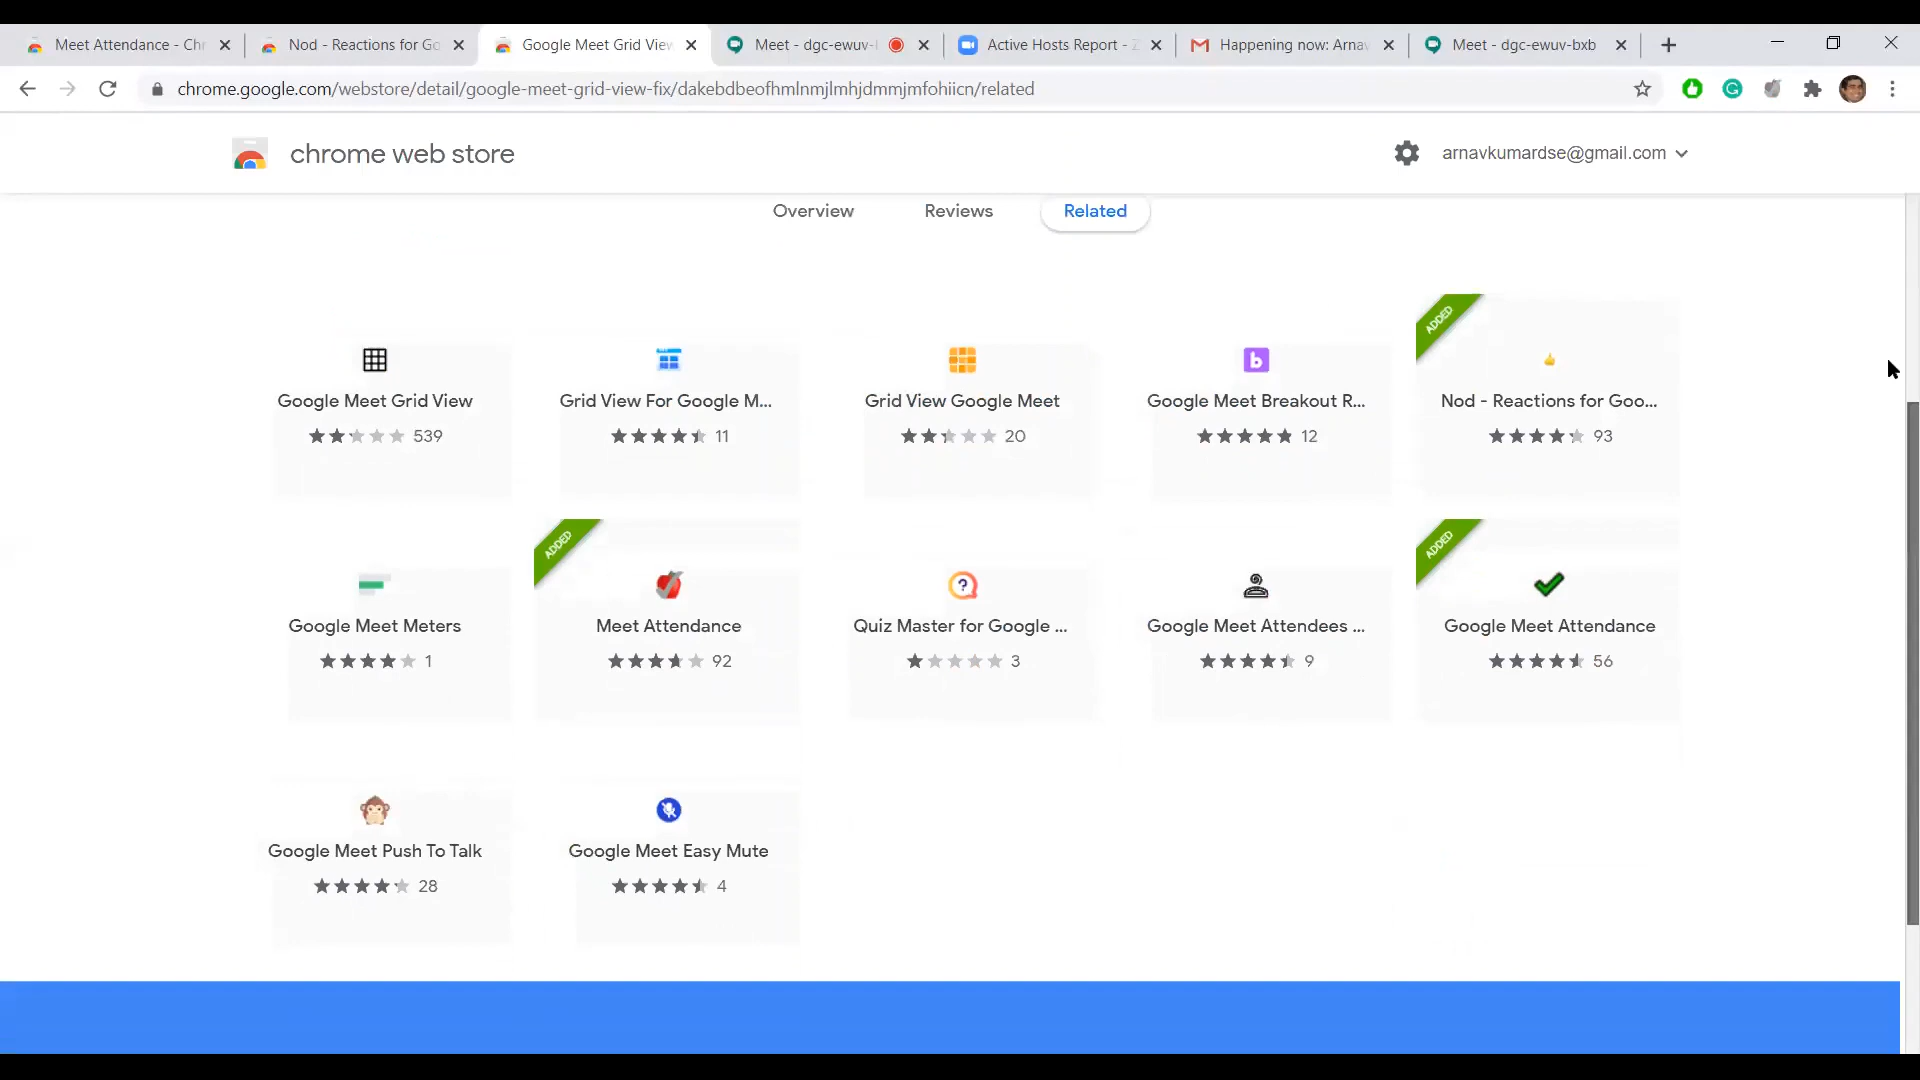 Meet Attendance - Chr
Nod - Reactions for Go
Google Meet Grid View
Meet - dgc-ewuv-
Active Hosts Report - Z
Happening now: Arnav
Meet - dgc-ewuv-bxb
chrome.google.com/webstore/detail/google-meet-grid-view-fix/dakebdbeofhmlnmjlmhjdmmjmfohiicn/related
chrome web store
arnavkumardse@gmail.com
Overview
Reviews
Related
Google Meet Grid View
539
Grid View For Google M...
11
Grid View Google Meet
20
Google Meet Breakout R...
12
ADDED
Nod - Reactions for Goo...
93
Google Meet Meters
1
ADDED
Meet Attendance
92
Quiz Master for Google ...
3
Google Meet Attendees ...
9
ADDED
Google Meet Attendance
56
Google Meet Push To Talk
28
Google Meet Easy Mute
4